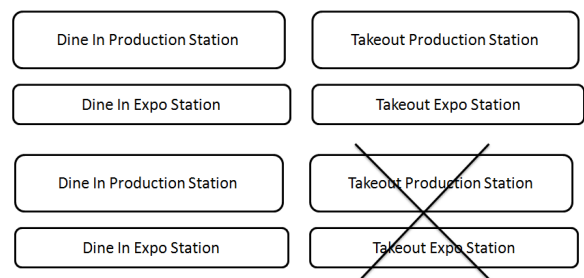 Dine In Production Station
Takeout Production Station
Dine In Expo Station
Takeout Expo Station
Dine In Production Station
Takeout Production Station
Dine In Expo Station
Takeout Expo Station